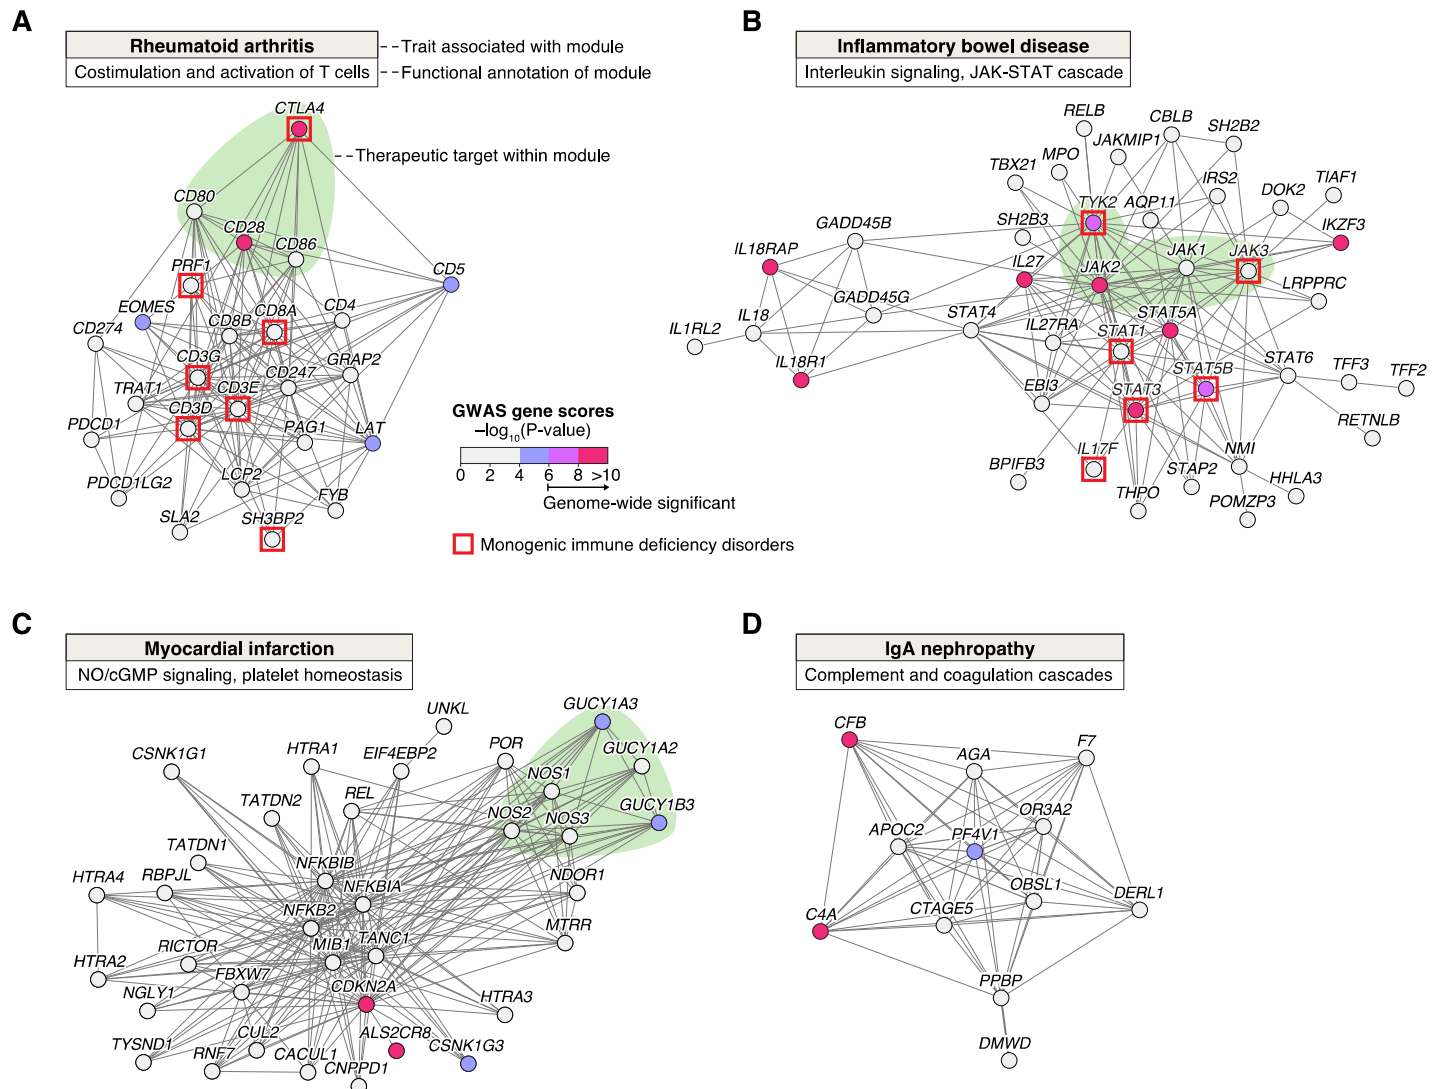 A
Rheumatoid arthritis
Costimulation and activation of T cells
Trait associated with module
Functional annotation of module
CTLA4
Therapeutic target within module
CD80
CD28
CD86
PRF1
CD5
EOMES
CD8A
CD4
CD274
CD8B
CD3G
GRAP2
CD247
TRAT1
CD3E
CD3D
PDCD1
PAG1
LAT
PDCD1LG2
LCP2
FYB
SLA2
SH3BP2
GWAS gene scores
–log10(P-value)
0 2 4 6 8 >10
Genome-wide significant
Monogenic immune deficiency disorders
B
Inflammatory bowel disease
Interleukin signaling, JAK-STAT cascade
RELB
CBLB
SH2B2
JAKMIP1
MPO
TBX21
IRS2
DOK2
TIAF1
TYK2
AQP11
SH2B3
GADD45B
IKZF3
IL18RAP
IL27
JAK2
JAK1
JAK3
LRPPRC
GADD45G
IL18
STAT4
IL27RA
STAT5A
STAT1
IL1RL2
IL18R1
STAT5B
STAT6
TFF3
TFF2
EBI3
STAT3
RETNLB
BPIFB3
IL17F
NMI
STAP2
HHLA3
THPO
POMZP3
C
Myocardial infarction
NO/cGMP signaling, platelet homeostasis
UNKL
GUCY1A3
CSNK1G1
HTRA1
EIF4EBP2
POR
GUCY1A2
NOS1
TATDN2
REL
NOS2
NOS3
GUCY1B3
TATDN1
NFKBIB
HTRA4
RBPJL
NFKBIA
NDOR1
NFKB2
MTRR
RICTOR
MIB1
TANC1
HTRA2
FBXW7
CDKN2A
NGLY1
HTRA3
TYSND1
CUL2
ALS2CR8
RNF7
CACUL1
CSNK1G3
CNPPD1
D
IgA nephropathy
Complement and coagulation cascades
CFB
AGA
F7
OR3A2
APOC2
PF4V1
OBSL1
DERL1
C4A
CTAGE5
PPBP
DMWD